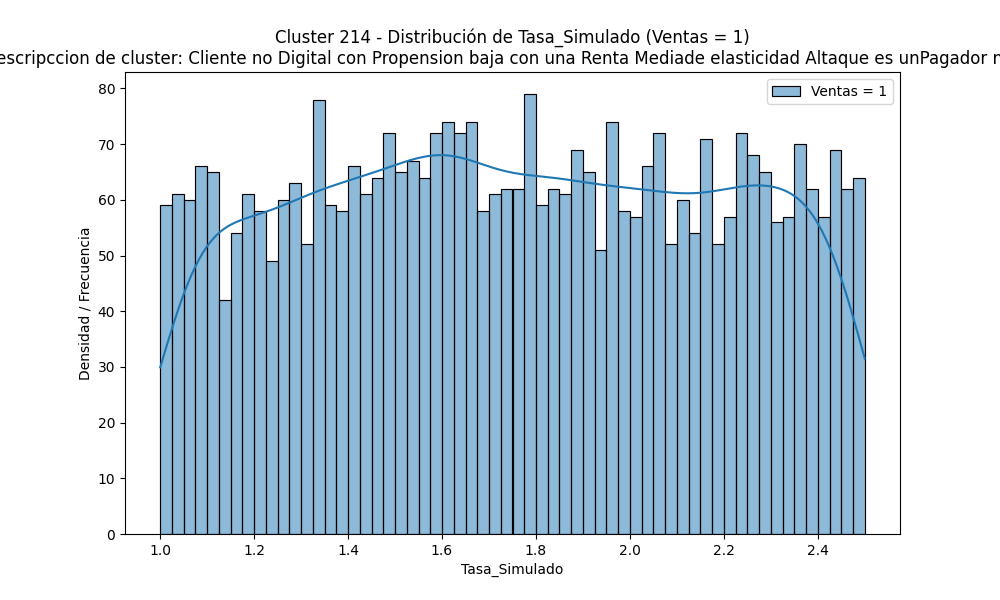 Cluster 214 - Distribución de Tasa_Simulado (Ventas = 1)
escripccion de cluster: Cliente no Digital con Propension baja con una Renta Mediade elasticidad Altaque es unPagador
Ventas = 1
80
70
60
50
40
30
20
10
0
Densidad / Frecuencia
1.0 1.2 1.4 1.6 1.8 2.0 2.2 2.4
Tasa_Simulado